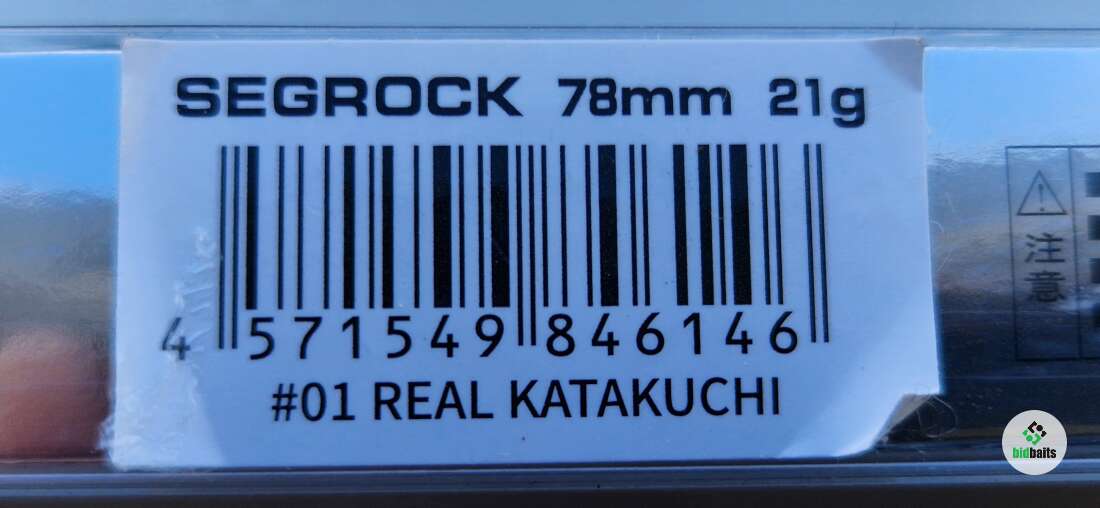 SEGROCK 78mm 21g
4 571549 846146
#01 REAL KATAKUCHI
注意
bidbaits